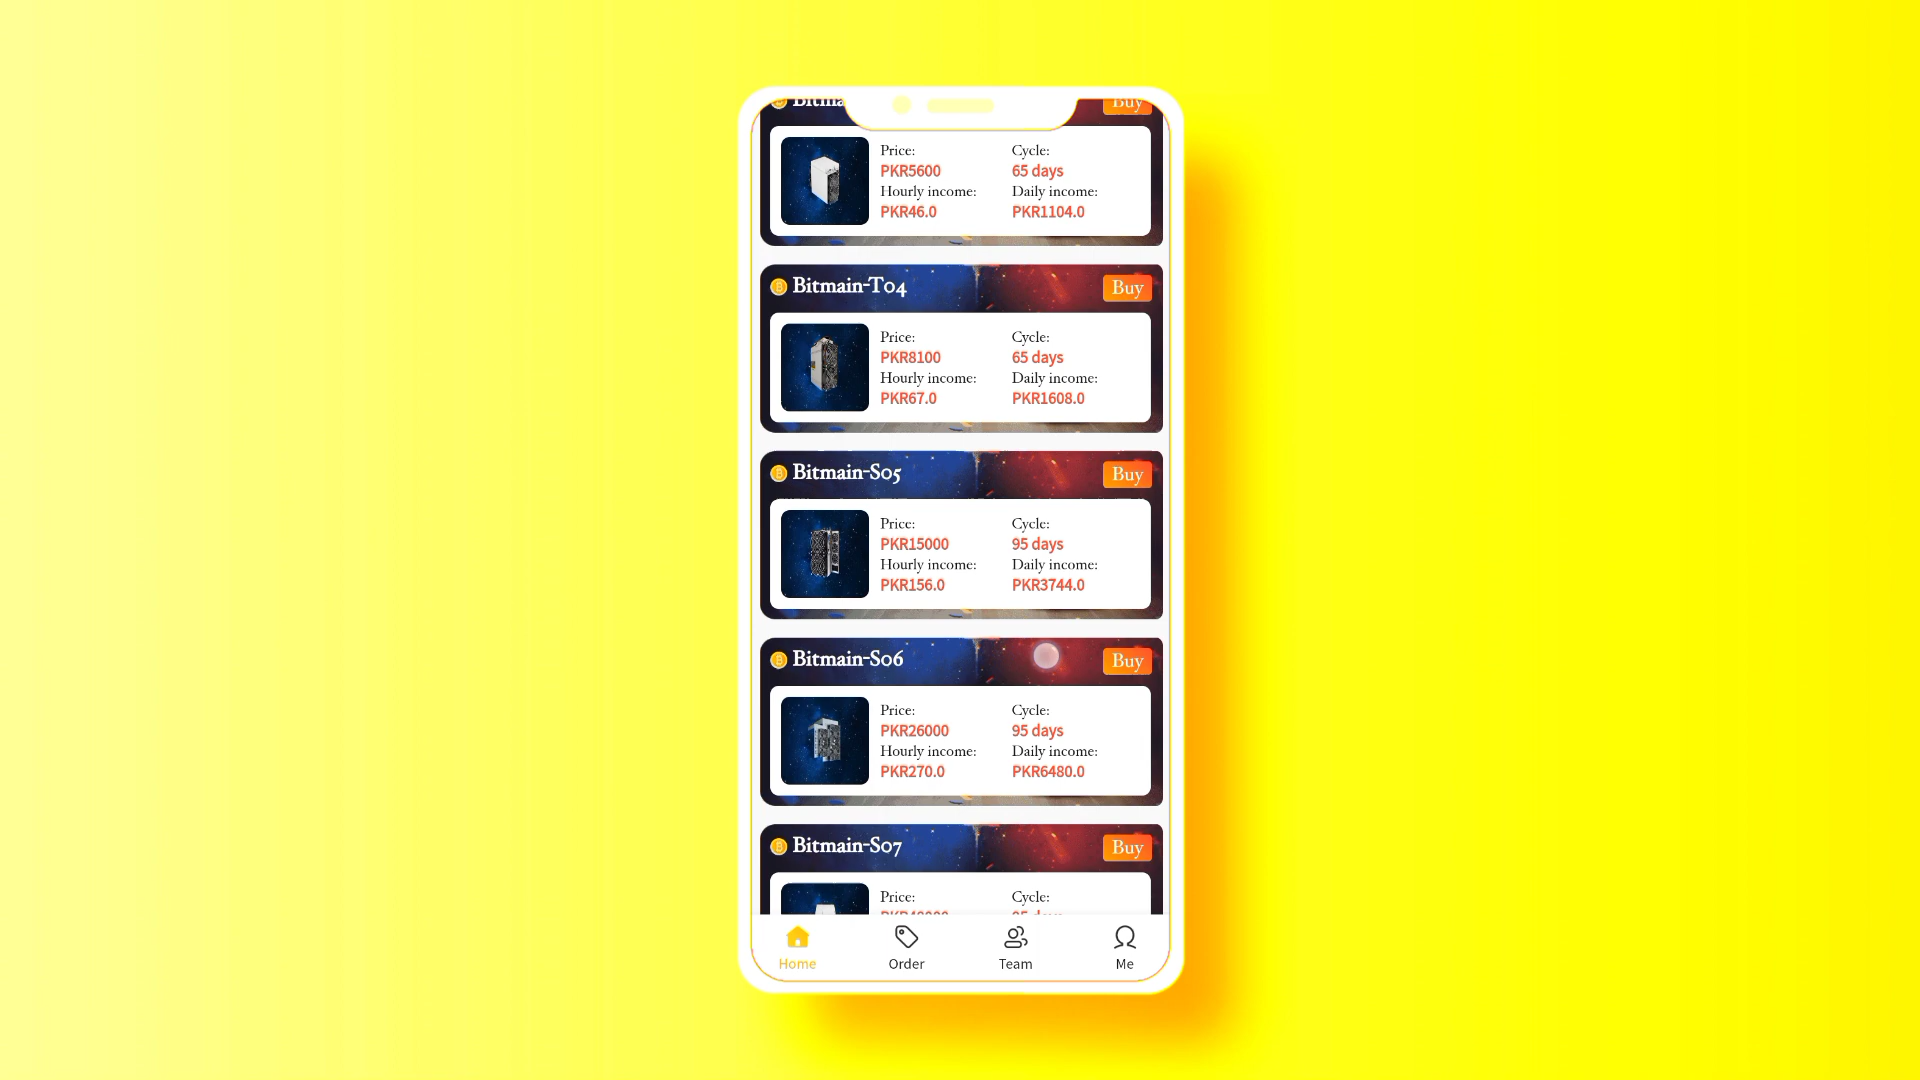 Buy
Price:
Cycle:
PKR5600
65 days
Hourly income:
Daily income:
PKR46.0
PKR1104.0
Bitmain-T04
Buy
Price:
Cycle:
PKR8100
65 days
Hourly income:
Daily income:
PKR67.0
PKR1608.0
Bitmain-S05
Buy
Price:
Cycle:
PKR15000
95 days
Hourly income:
Daily income:
PKR156.0
PKR3744.0
Bitmain-S06
Buy
Price:
Cycle:
PKR26000
95 days
Hourly income:
Daily income:
PKR270.0
PKR6480.0
Bitmain-S07
Buy
Price:
Cycle:
Home
Order
Team
Me